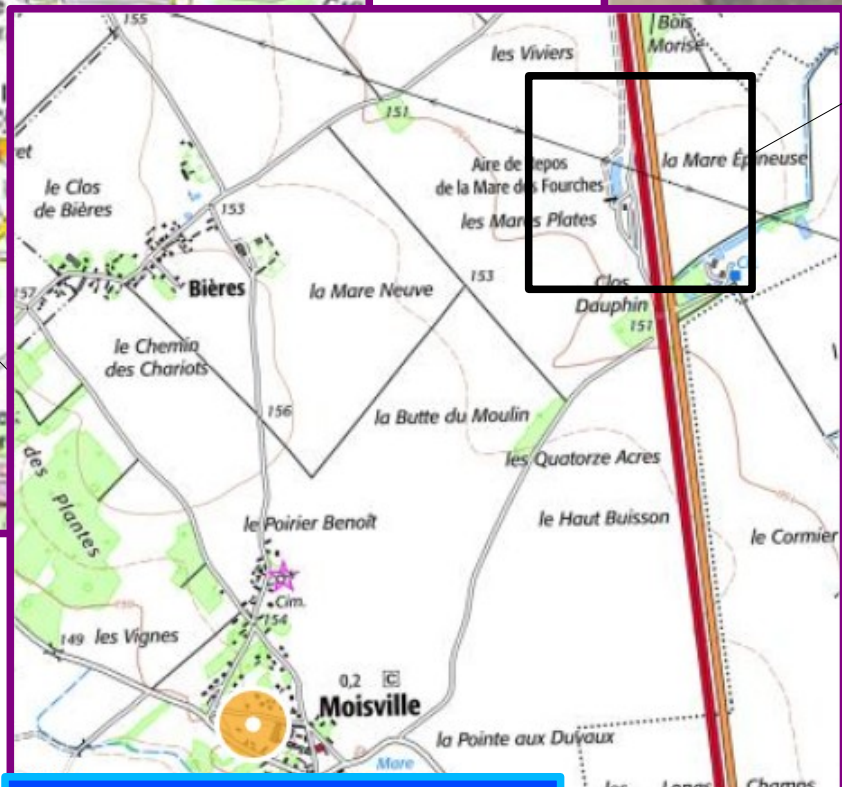 155
Bois
Morise
les Viviers
151
Aire de Repos
de la Mare des Fourches
la Mare Épineuse
le Clos
de Bières
153
les Mares Plates
Bières
la Mare Neuve
153
157
Clos
Dauphin
151
le Chemin
des Chariots
156
la Butte du Moulin
des
Plantes
les Quatorze Acres
le Haut Buisson
le Poirier Benoît
le Cormier
Cim.
154
149 les Vignes
0,2 C
Moisville
la Pointe aux Duvaux
Mare
Longs Champs